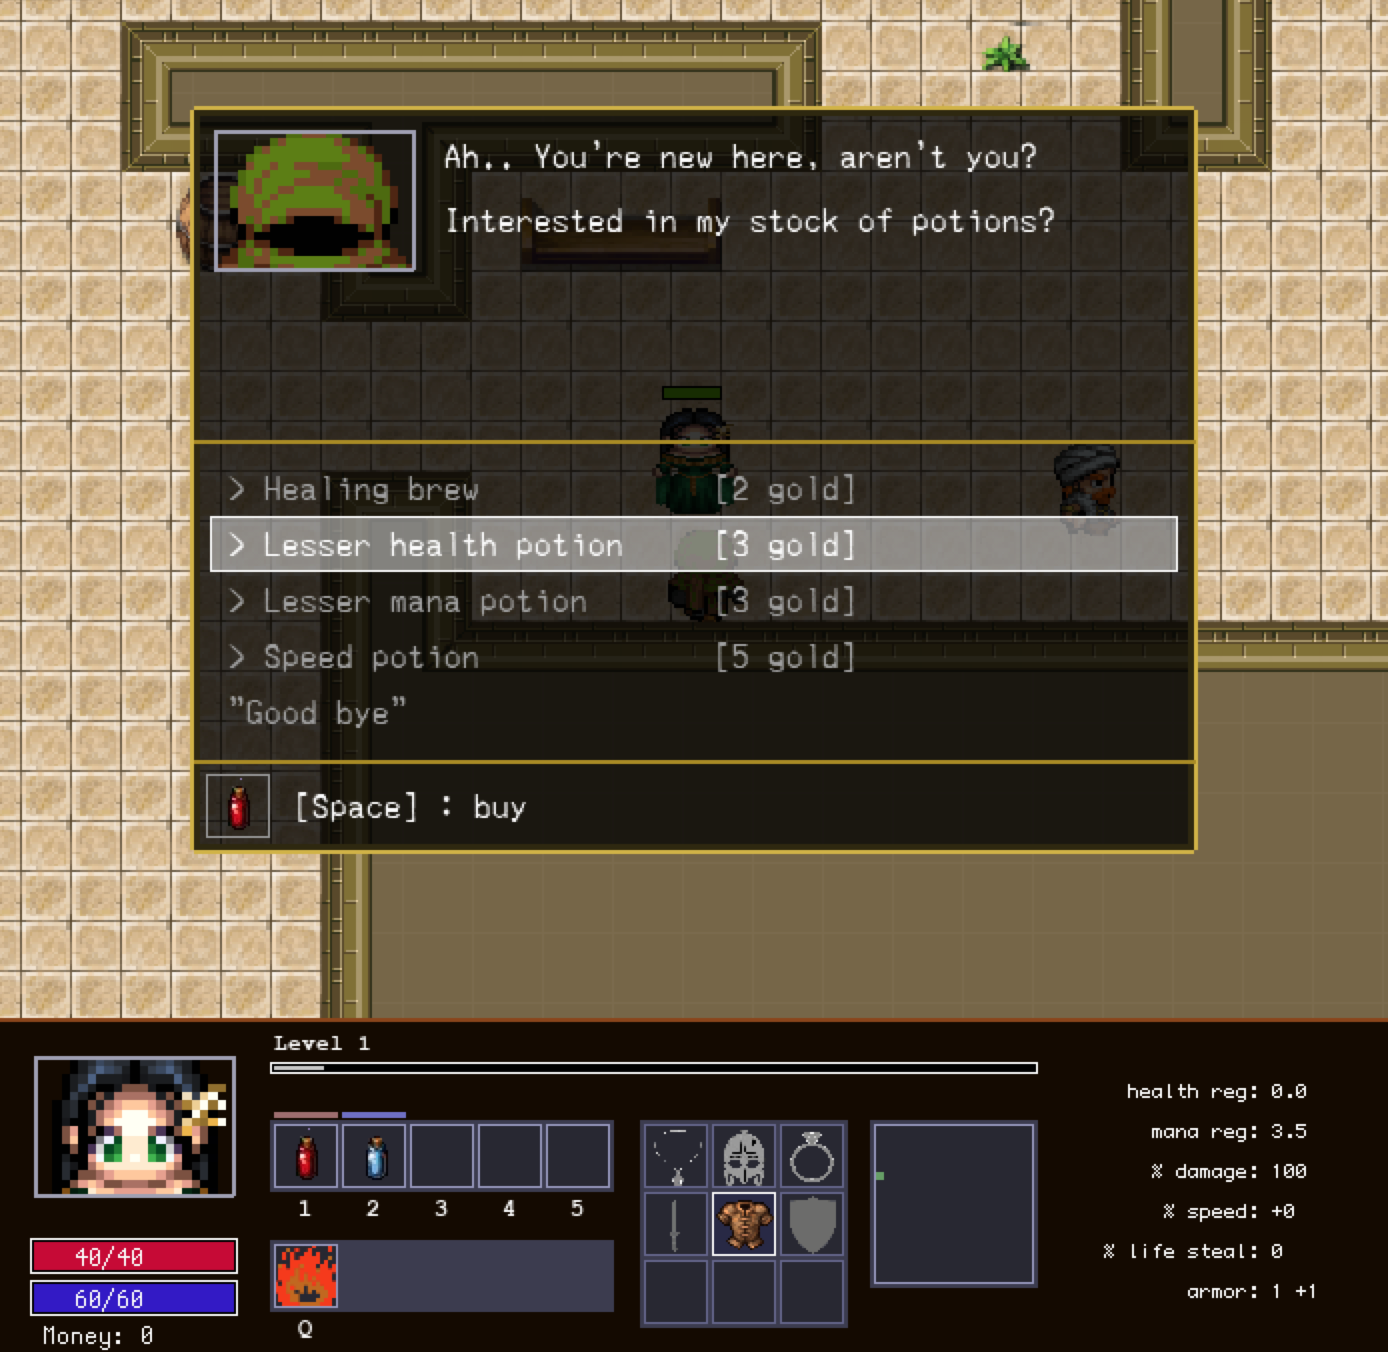 Ah.. You're new here, aren't you?
Interested in my stock of potions?
> Healing brew [2 gold]
> Lesser health potion [3 gold]
> Lesser mana potion [3 gold]
> Speed potion [5 gold]
"Good bye"
[Space] : buy
Level 1
1 2 3 4 5
Q
40/40
60/60
Money: 0
health reg: 0.0
mana reg: 3.5
% damage: 100
% speed: +0
% life steal: 0
armor: 1 +1